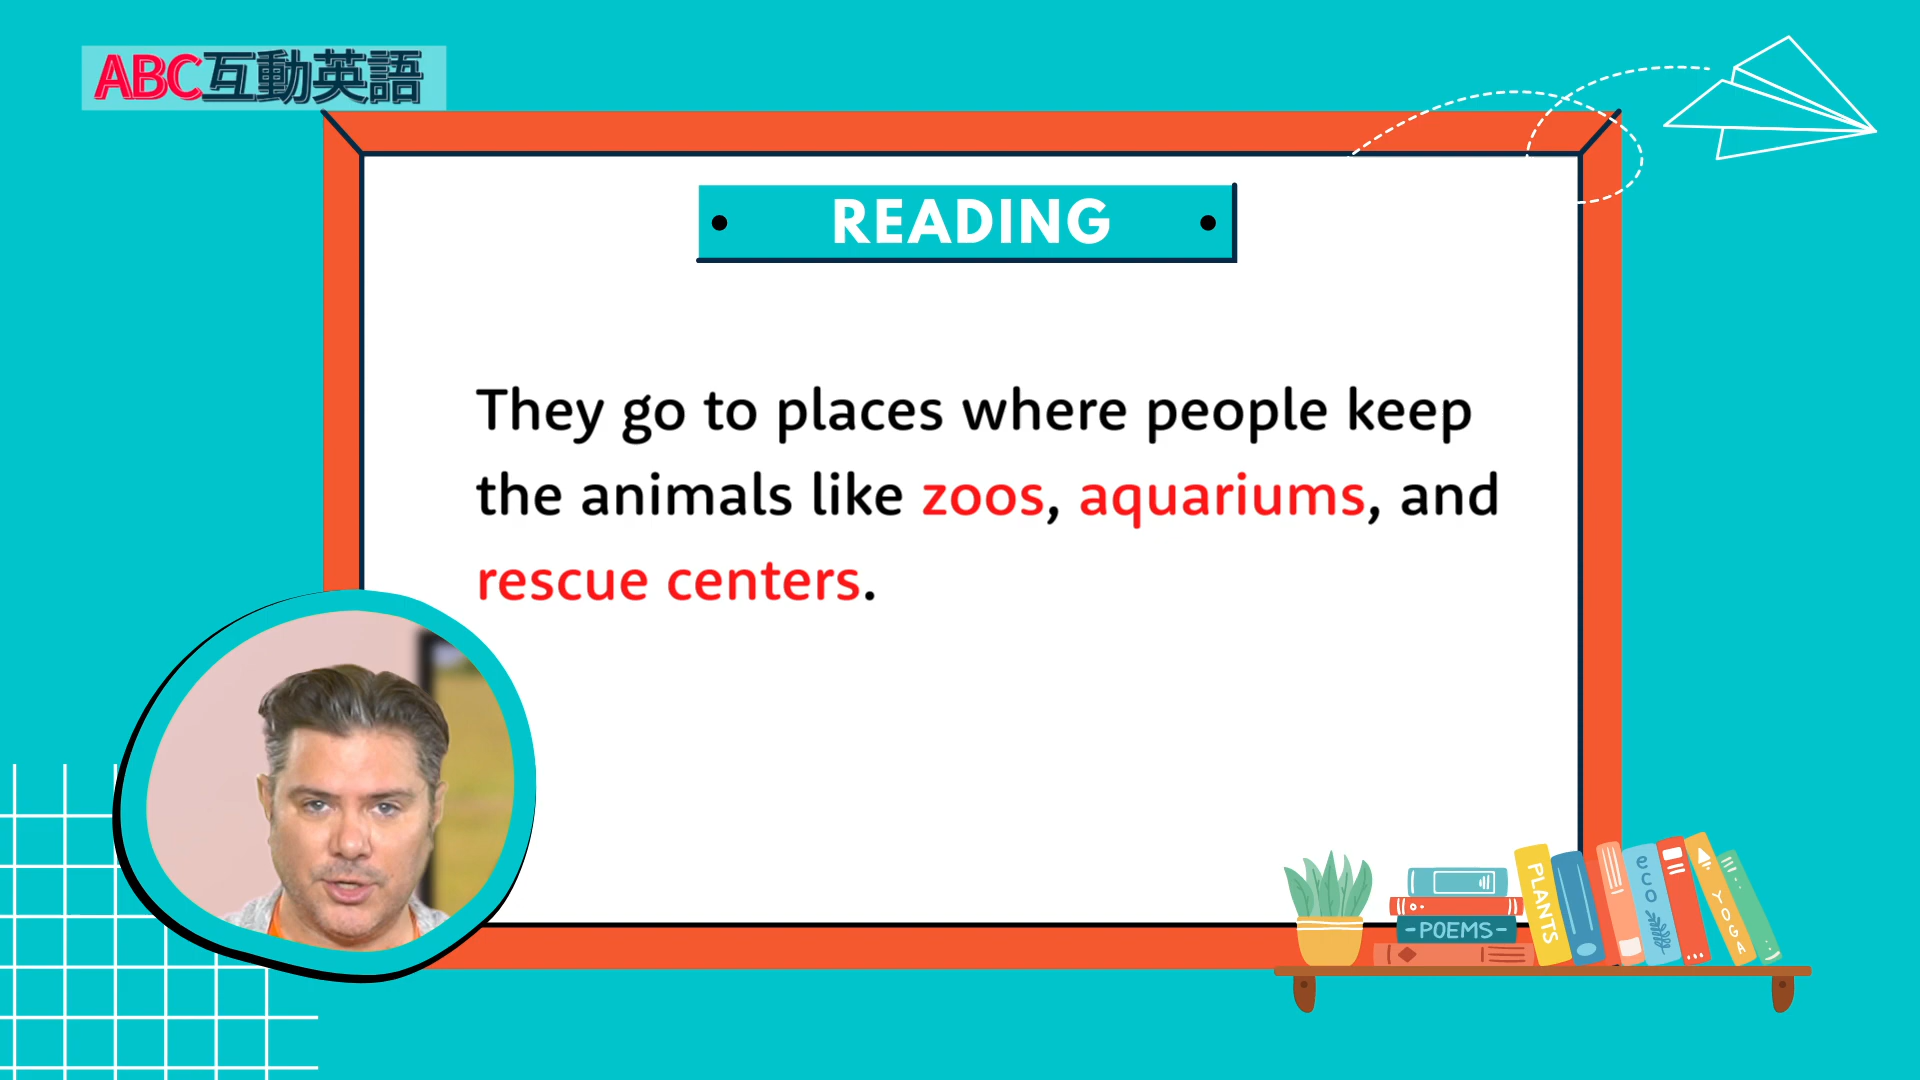 ABC互動英語
READING
They go to places where people keep
the animals like zoos, aquariums, and
rescue centers.
POEMS
PLANTS
eco
YOGA